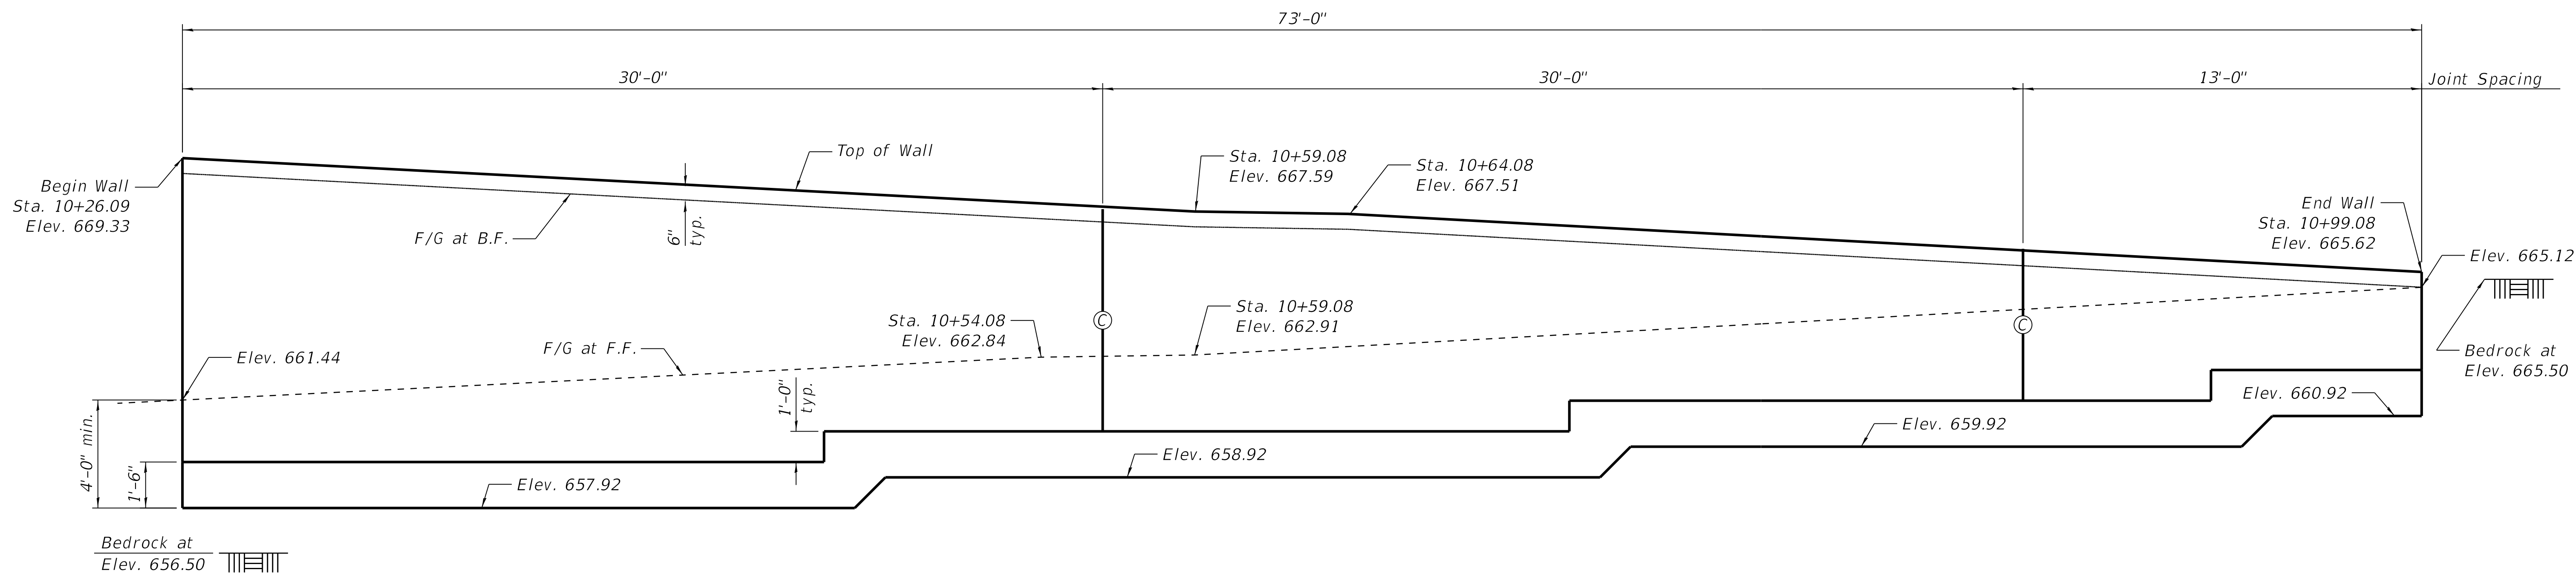 73'-0"
30'-0"
30'-0"
13'-0"
Joint Spacing
Top of Wall
Sta. 10+59.08
Elev. 667.59
Sta. 10+64.08
Elev. 667.51
Begin Wall
Sta. 10+26.09
Elev. 669.33
F/G at B.F.
6"
typ.
End Wall
Sta. 10+99.08
Elev. 665.62
Elev. 665.12
Sta. 10+54.08
Elev. 662.84
C
Sta. 10+59.08
Elev. 662.91
C
Elev. 661.44
F/G at F.F.
1'-0"
typ.
Bedrock at
Elev. 665.50
Elev. 660.92
4'-0" min.
1'-6"
Elev. 657.92
Elev. 658.92
Elev. 659.92
Bedrock at
Elev. 656.50